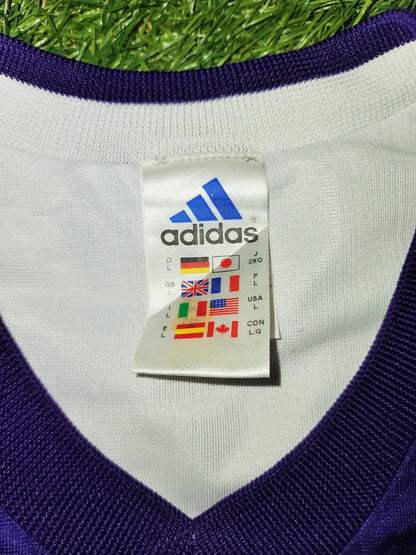 adidas ®
D L J 2XO
GB L F L
I L USA L
E L CDN L/G